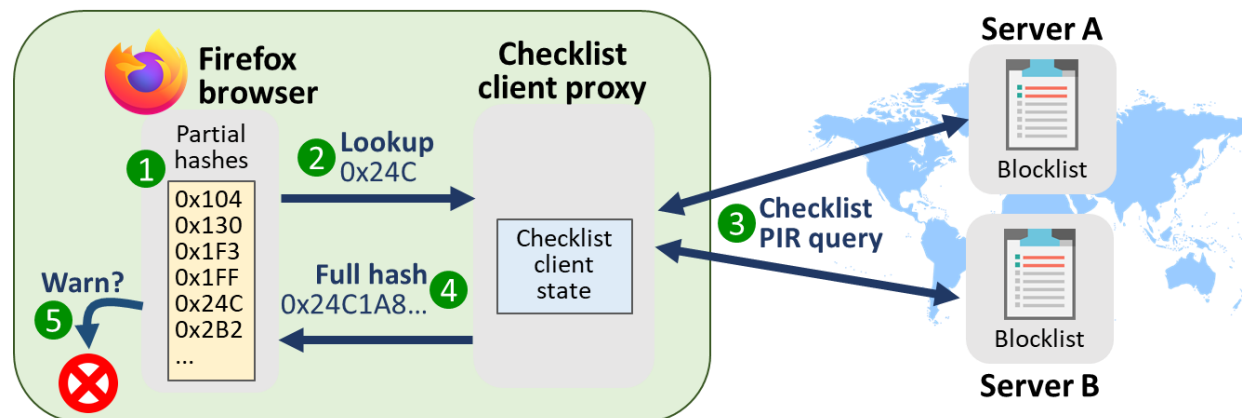 Firefox
browser
Partial
hashes
1
0x104
0x130
0x1F3
0x1FF
0x24C
0x2B2
...
Warn?
5
2 Lookup
0x24C
Full hash
0x24C1A8...
4
Checklist
client proxy
Checklist
client
state
3 Checklist
PIR query
Server A
Blocklist
Blocklist
Server B